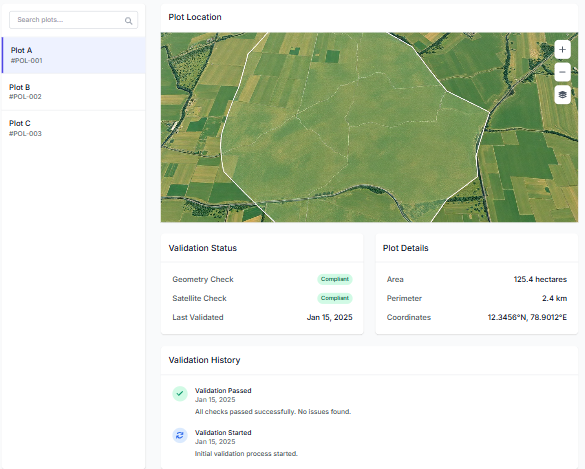 Search plots...
Plot A
#POL-001
Plot B
#POL-002
Plot C
#POL-003
Plot Location
+
−
Validation Status
Geometry Check Compliant
Satellite Check Compliant
Last Validated Jan 15, 2025
Plot Details
Area 125.4 hectares
Perimeter 2.4 km
Coordinates 12.3456°N, 78.9012°E
Validation History
Validation Passed
Jan 15, 2025
All checks passed successfully. No issues found.
Validation Started
Jan 15, 2025
Initial validation process started.